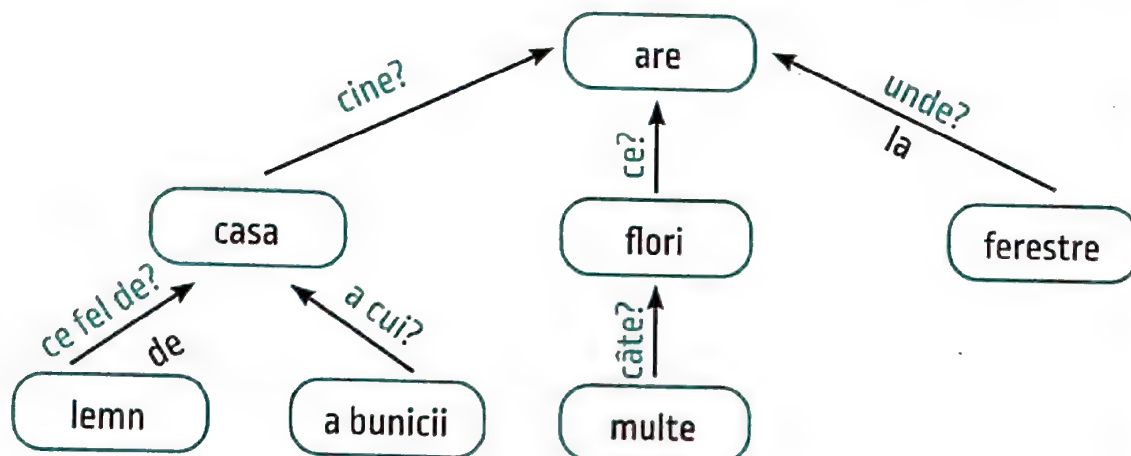 are
cine?
unde?
la
ce?
casa
flori
ferestre
ce fel de?
de
a cui?
câte?
lemn
a bunicii
multe